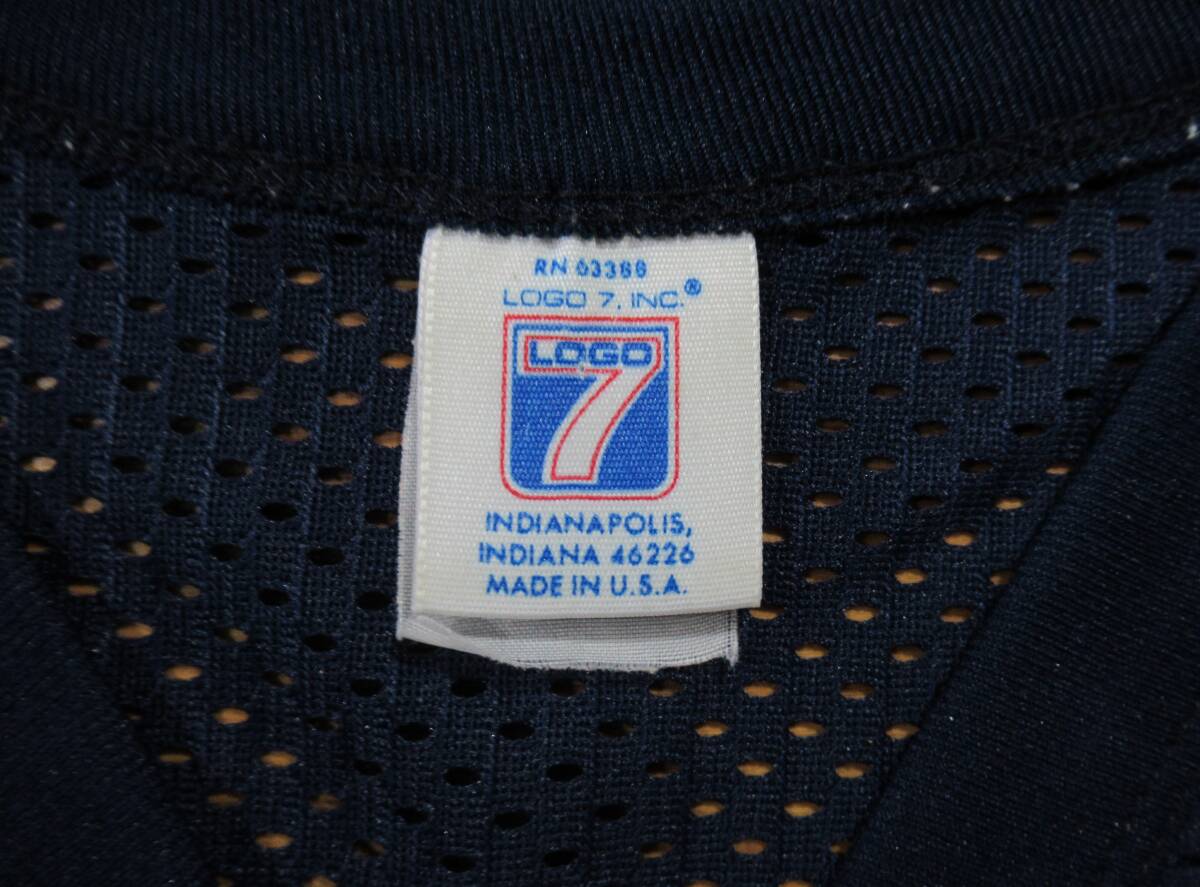 RN 63388
LOGO 7, INC.®
LOGO
7
INDIANAPOLIS,
INDIANA 46226
MADE IN U.S.A.